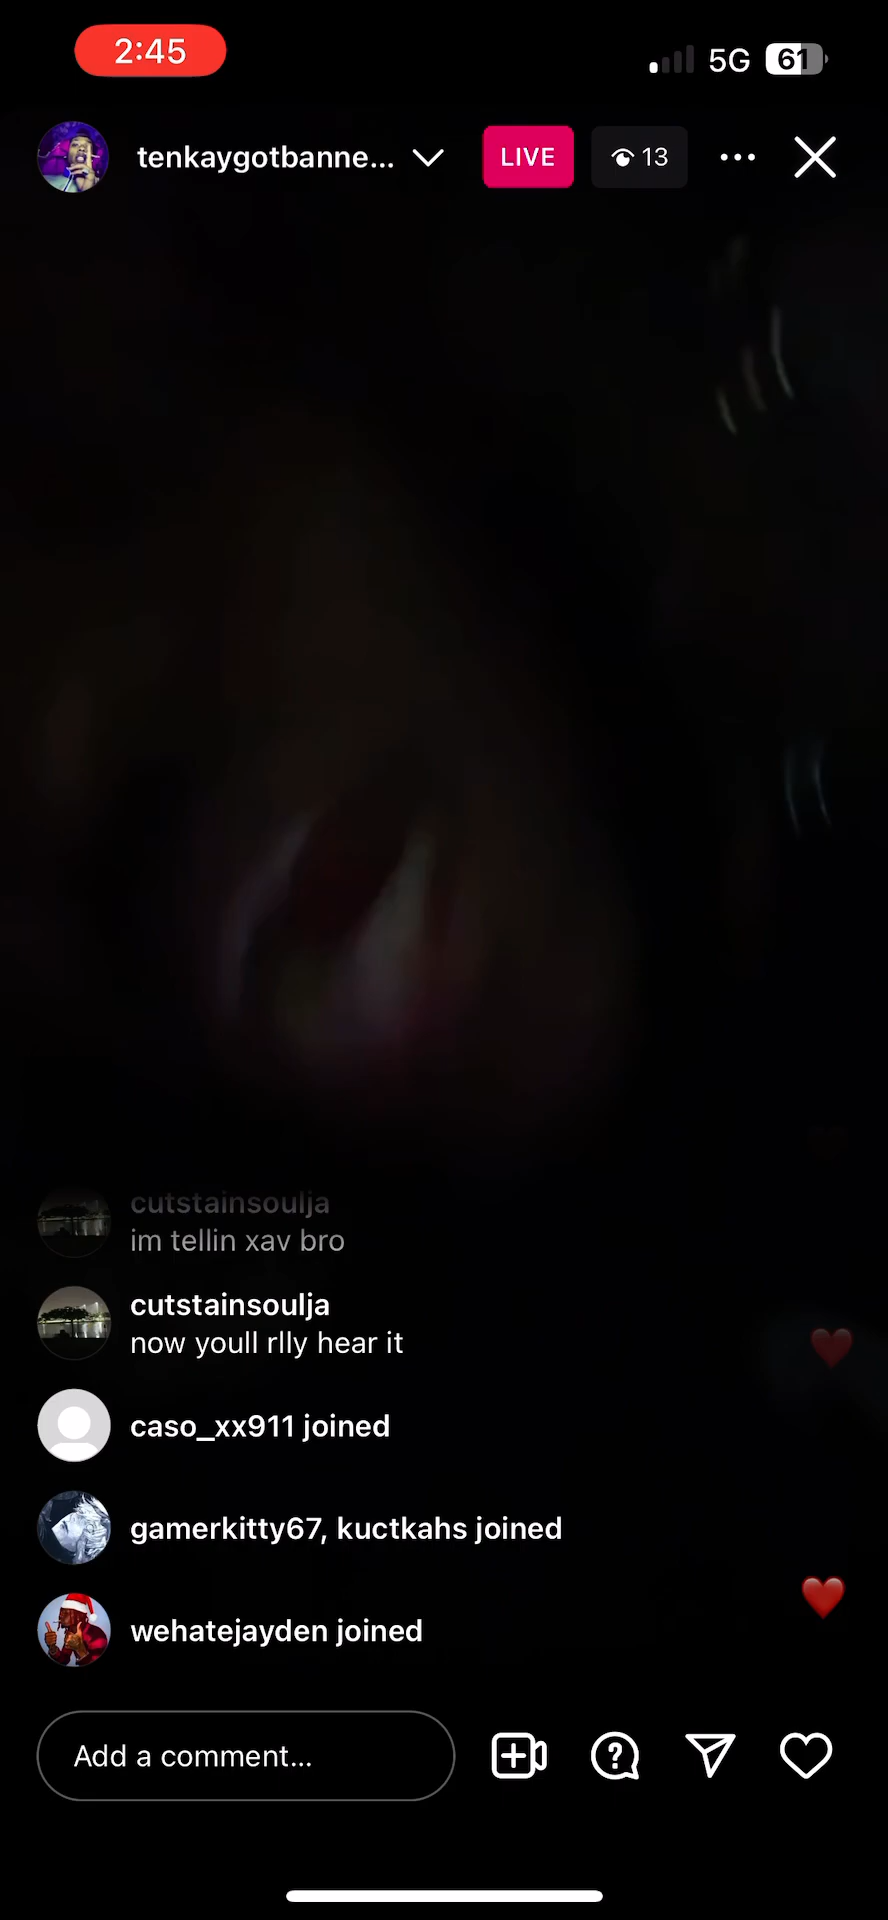 2:45
5G
61
tenkaygotbanne...
LIVE
13
cutstainsoulja
im tellin xav bro
cutstainsoulja
now youll rlly hear it
caso_xx911 joined
gamerkitty67, kuctkahs joined
wehatejayden joined
Add a comment...